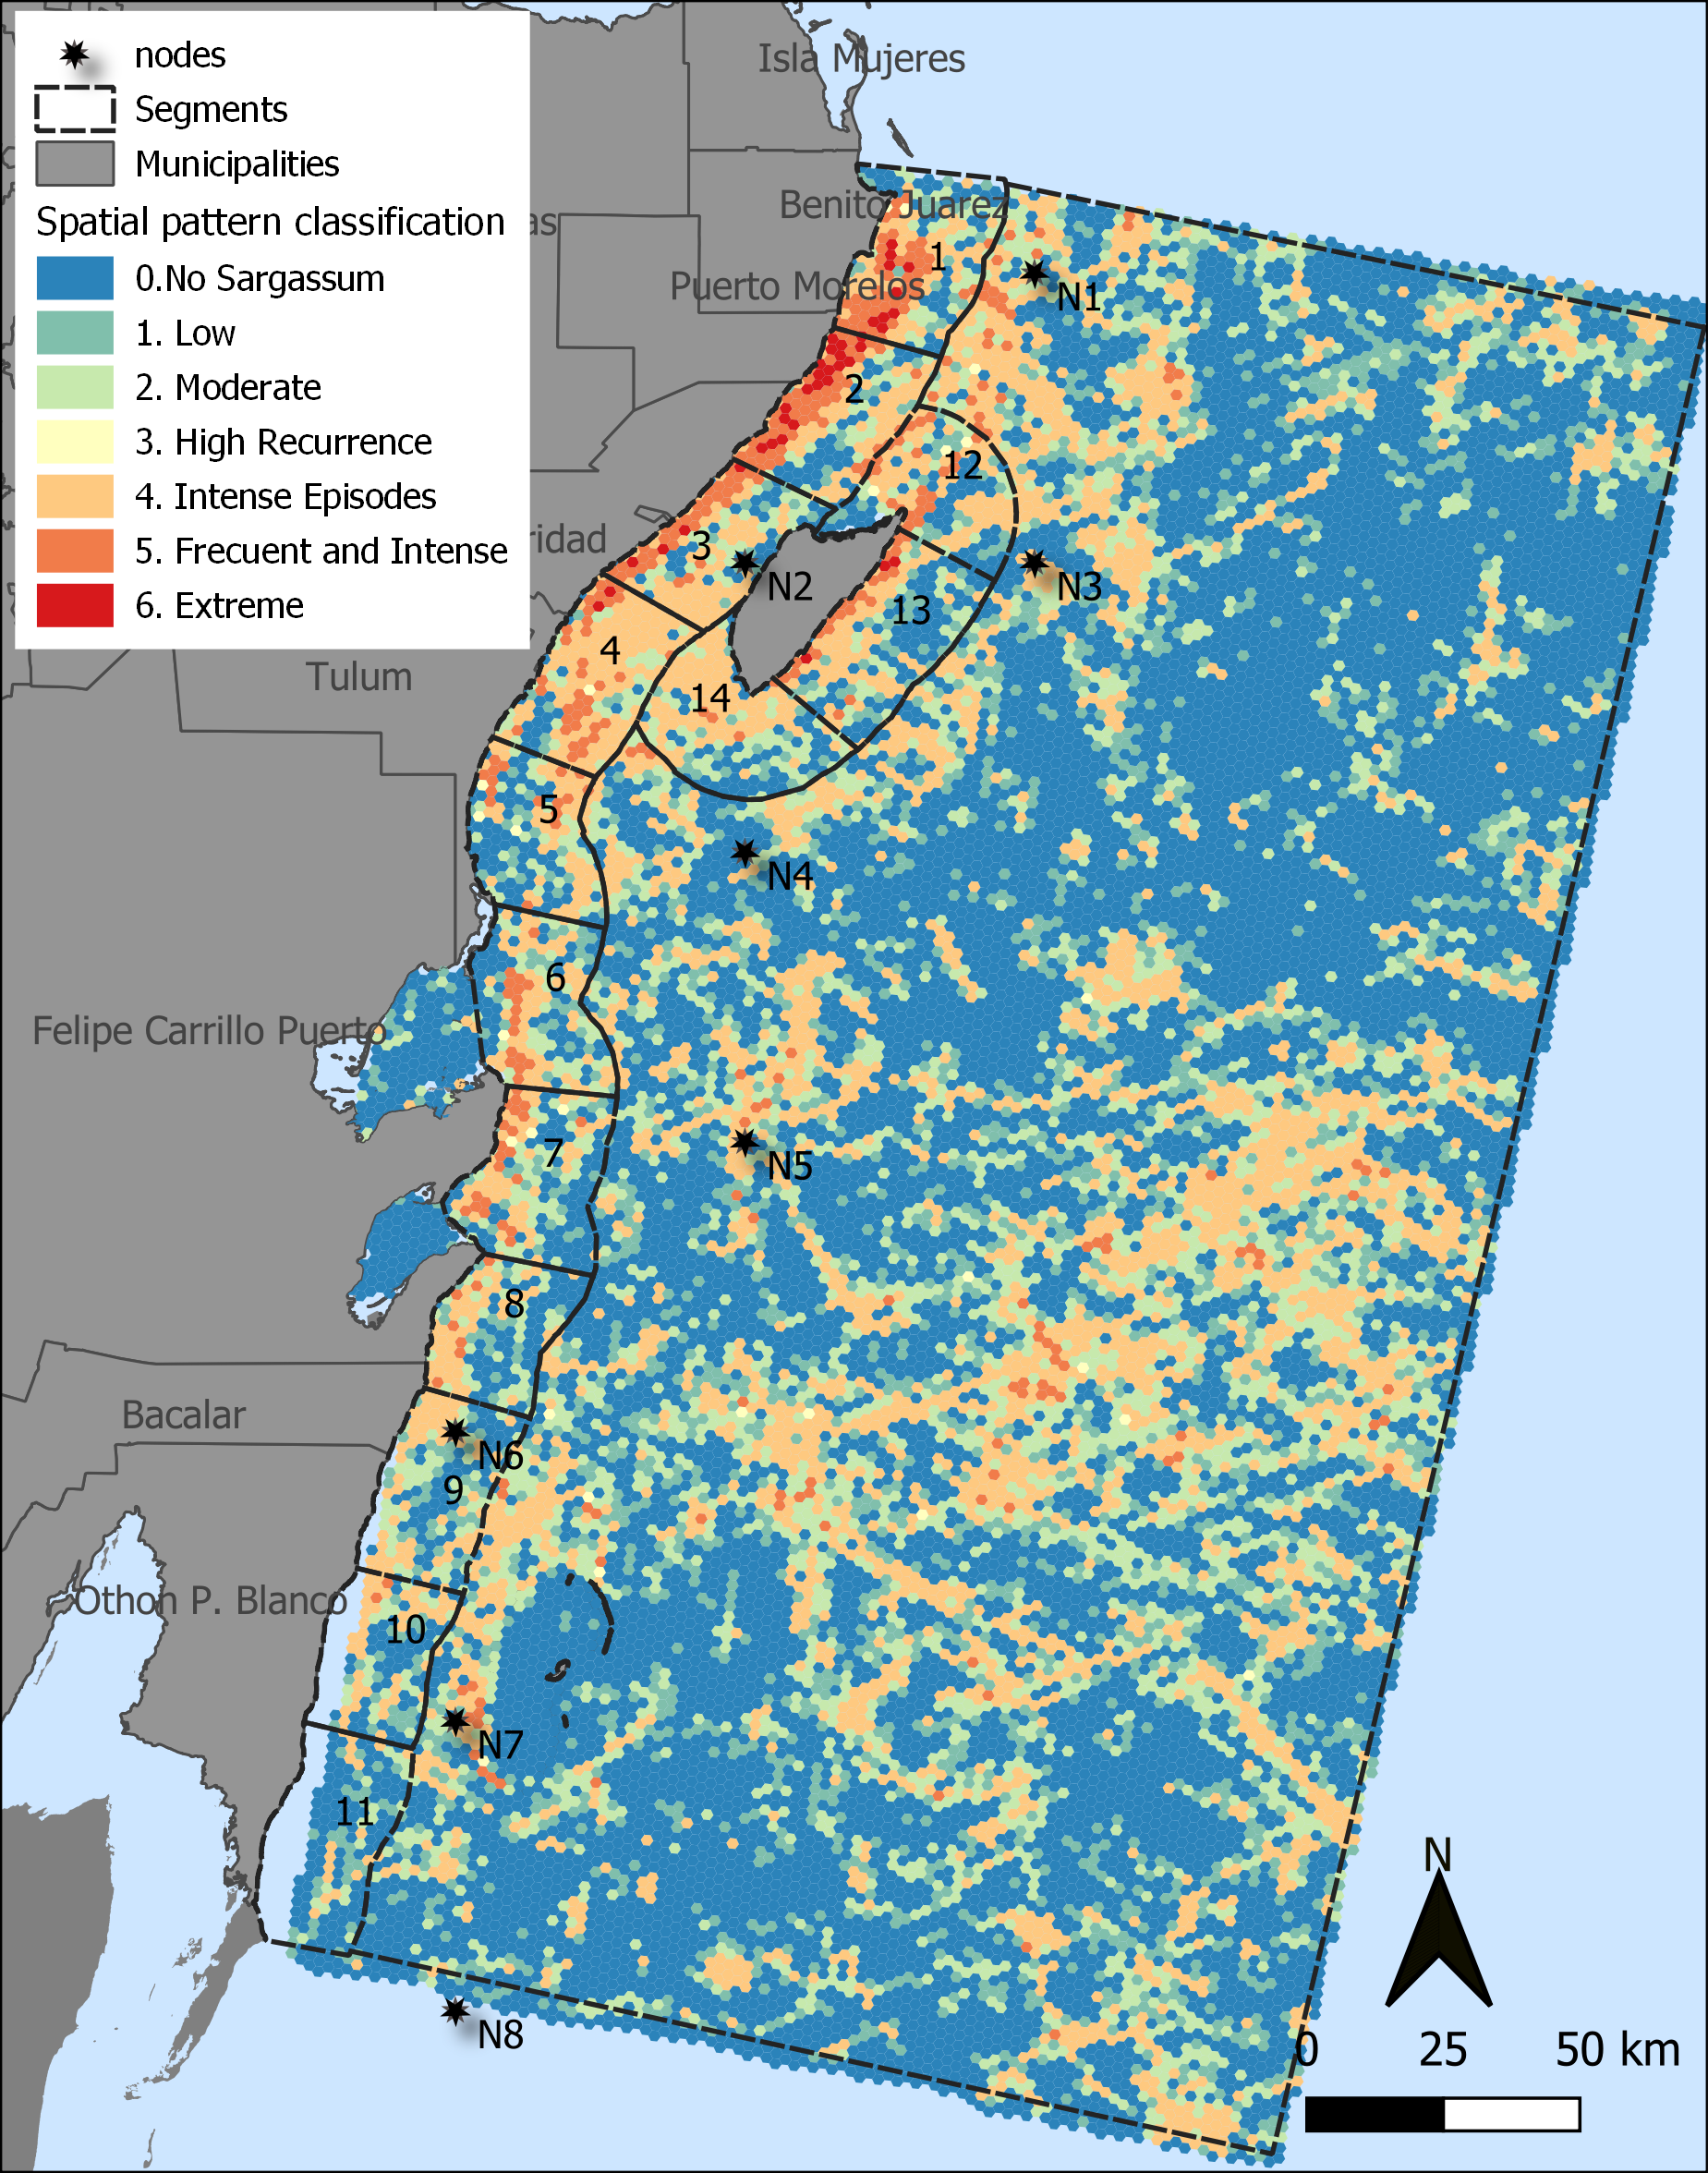 nodes
Segments
Municipalities
Spatial pattern classification
0.No Sargassum
1. Low
2. Moderate
3. High Recurrence
4. Intense Episodes
5. Frecuent and Intense
6. Extreme
Isla Mujeres
as
Benito Juarez
1
Puerto Morelos
N1
2
12
ridad
3
N2
N3
13
4
Tulum
14
5
N4
6
Felipe Carrillo Puerto
7
N5
8
Bacalar
N6
9
Othon P. Blanco
10
N7
11
N
N8
0 25 50 km